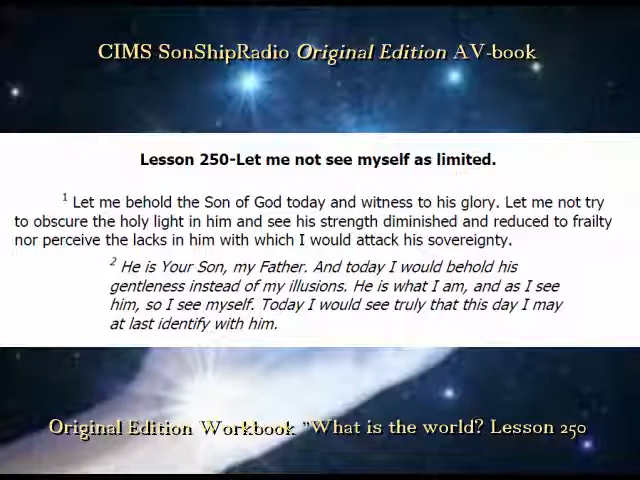 CIMS SonShipRadio Original Edition AV-book
Lesson 250-Let me not see myself as limited.
1 Let me behold the Son of God today and witness to his glory. Let me not try
to obscure the holy light in him and see his strength diminished and reduced to frailty
nor perceive the lacks in him with which I would attack his sovereignty.
2 He is Your Son, my Father. And today I would behold his
gentleness instead of my illusions. He is what I am, and as I see
him, so I see myself. Today I would see truly that this day I may
at last identify with him.
Original Edition Workbook "What is the world? Lesson 250